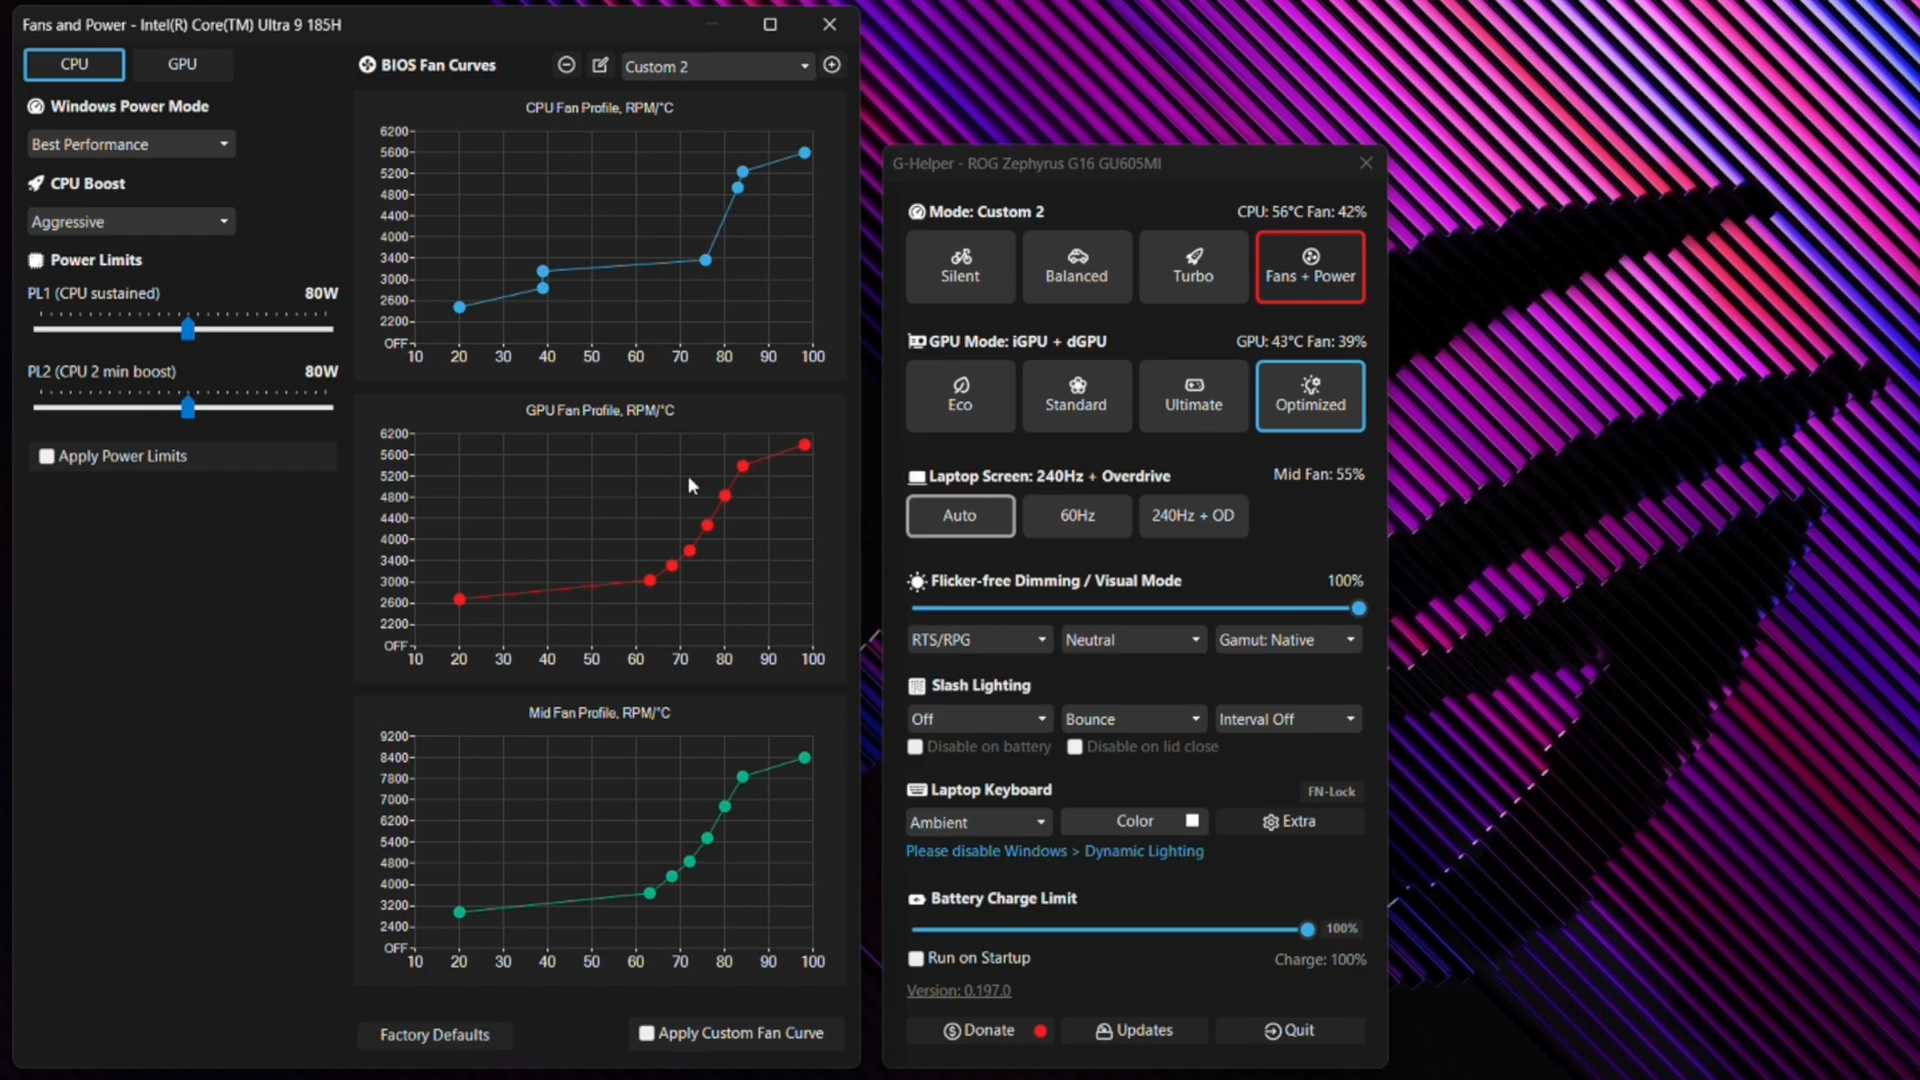 Fans and Power - Intel(R) Core(TM) Ultra 9 185H
CPU
GPU
Windows Power Mode
Best Performance
CPU Boost
Aggressive
Power Limits
PL1 (CPU sustained) 80W
PL2 (CPU 2 min boost) 80W
Apply Power Limits
BIOS Fan Curves
Custom 2
CPU Fan Profile, RPM/°C
6200
5600
5200
4800
4400
4000
3400
3000
2600
2200
OFF
10 20 30 40 50 60 70 80 90 100
GPU Fan Profile, RPM/°C
6200
5600
5200
4800
4400
4000
3400
3000
2600
2200
OFF
10 20 30 40 50 60 70 80 90 100
Mid Fan Profile, RPM/°C
9200
8400
7800
7000
6200
5400
4800
4000
3200
2400
OFF
10 20 30 40 50 60 70 80 90 100
Factory Defaults
Apply Custom Fan Curve
G-Helper - ROG Zephyrus G16 GU605MI
Mode: Custom 2 CPU: 56°C Fan: 42%
Silent Balanced Turbo Fans + Power
GPU Mode: iGPU + dGPU GPU: 43°C Fan: 39%
Eco Standard Ultimate Optimized
Laptop Screen: 240Hz + Overdrive Mid Fan: 55%
Auto 60Hz 240Hz + OD
Flicker-free Dimming / Visual Mode 100%
RTS/RPG Neutral Gamut: Native
Slash Lighting
Off Bounce Interval Off
Disable on battery Disable on lid close
Laptop Keyboard FN-Lock
Ambient Color Extra
Please disable Windows > Dynamic Lighting
Battery Charge Limit
100%
Run on Startup Charge: 100%
Version: 0.197.0
Donate Updates Quit